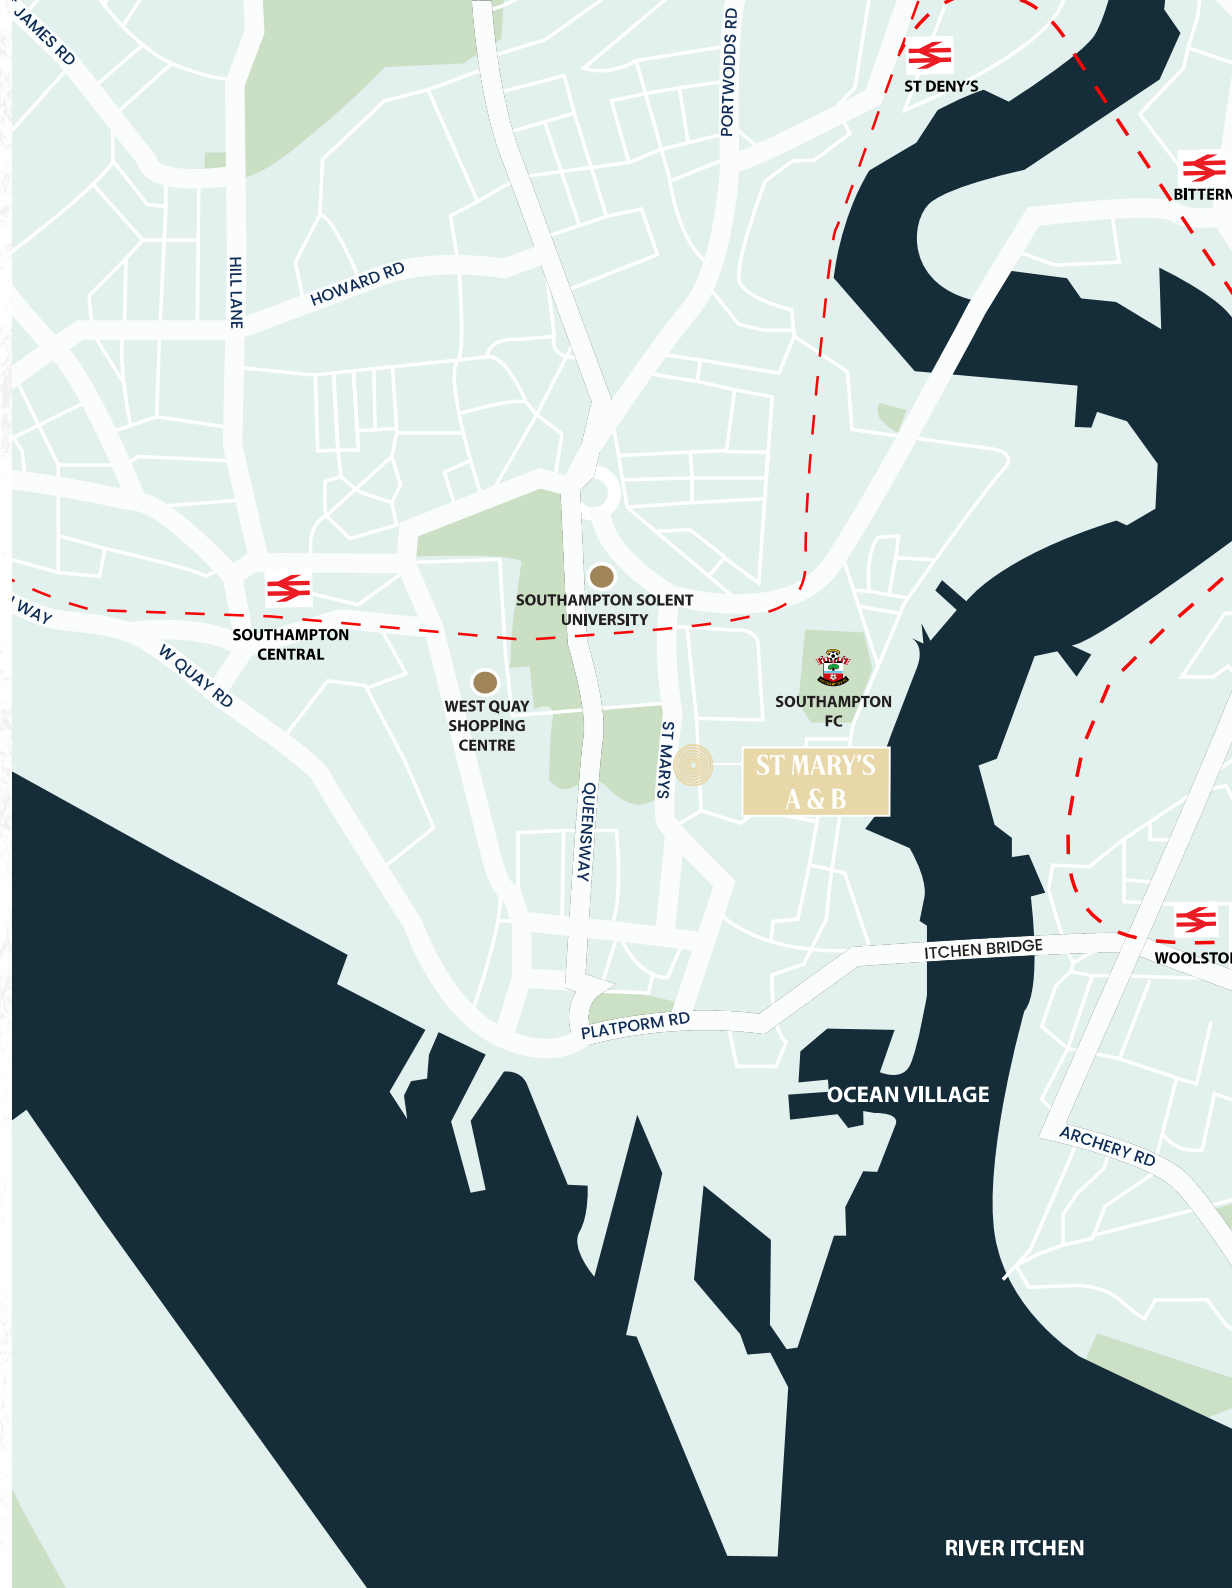 JAMES RD
PORTWODDS RD
ST DENY'S
BITTERN
HILL LANE
HOWARD RD
SOUTHAMPTON SOLENT
UNIVERSITY
WAY
SOUTHAMPTON
CENTRAL
W QUAY RD
WEST QUAY
SHOPPING
CENTRE
SOUTHAMPTON
FC
ST MARYS
ST MARY'S
A & B
QUEENSWAY
ITCHEN BRIDGE
WOOLSTO
PLATPORM RD
OCEAN VILLAGE
ARCHERY RD
RIVER ITCHEN